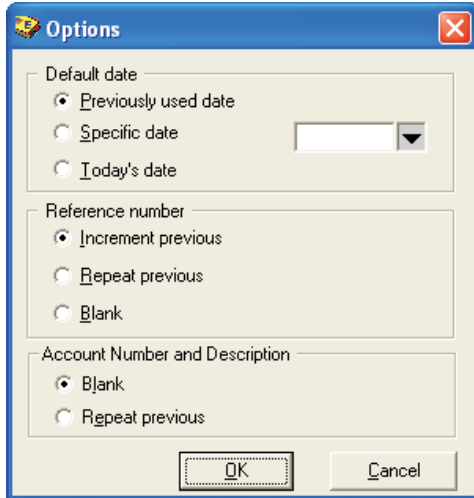 Options
Default date
Previously used date
Specific date
Today's date
Reference number
Increment previous
Repeat previous
Blank
Account Number and Description
Blank
Repeat previous
OK Cancel